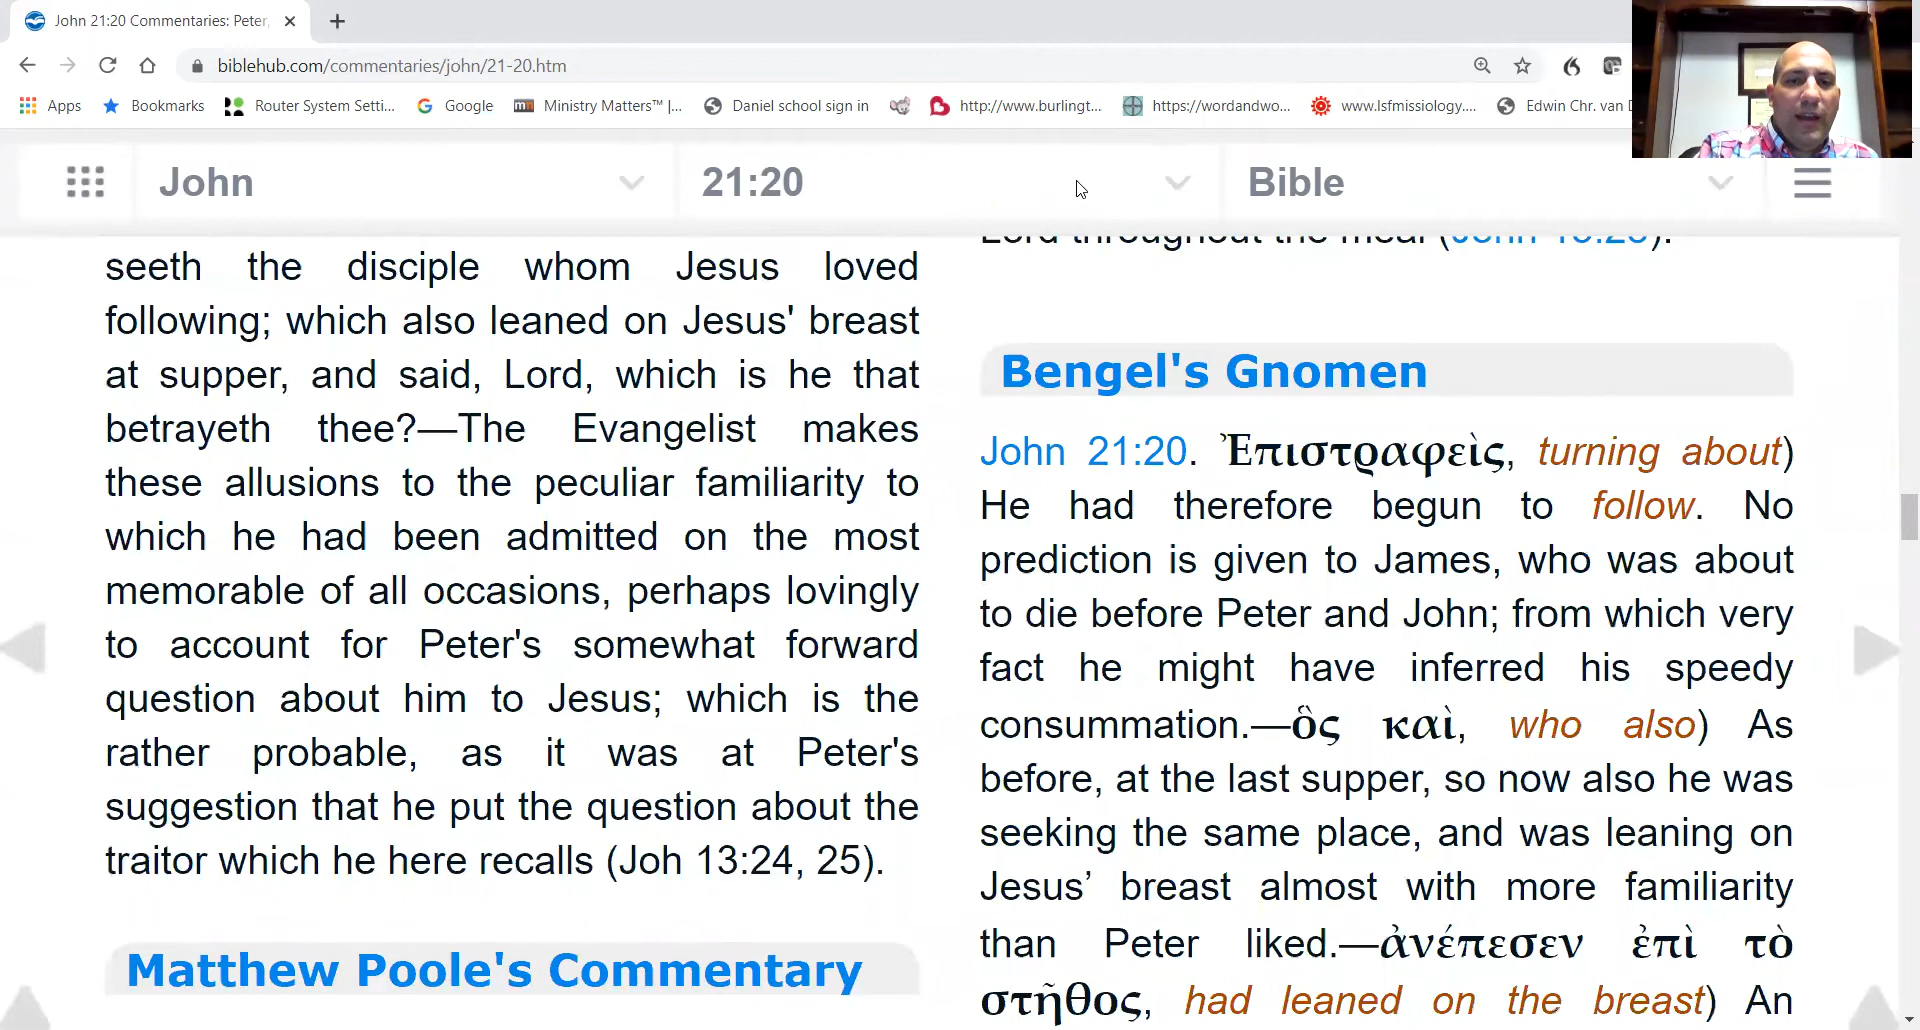 John 21:20 Commentaries: Peter,
biblehub.com/commentaries/john/21-20.htm
Apps
Bookmarks
Router System Setti...
Google
Ministry Matters™ |...
Daniel school sign in
http://www.burlingt...
https://wordandwo...
www.lsfmissiology....
Edwin Chr. van
John
21:20
Bible
seeth the disciple whom Jesus loved
following; which also leaned on Jesus' breast
at supper, and said, Lord, which is he that
betrayeth thee?—The Evangelist makes
these allusions to the peculiar familiarity to
which he had been admitted on the most
memorable of all occasions, perhaps lovingly
to account for Peter's somewhat forward
question about him to Jesus; which is the
rather probable, as it was at Peter's
suggestion that he put the question about the
traitor which he here recalls (Joh 13:24, 25).
Matthew Poole's Commentary
Lord throughout the meal
Bengel's Gnomen
John 21:20. Ἐπιστραφεὶς, turning about)
He had therefore begun to follow. No
prediction is given to James, who was about
to die before Peter and John; from which very
fact he might have inferred his speedy
consummation.—ὃς καὶ, who also) As
before, at the last supper, so now also he was
seeking the same place, and was leaning on
Jesus’ breast almost with more familiarity
than Peter liked.—ἀνέπεσεν ἐπὶ τὸ
στῆθος, had leaned on the breast) An